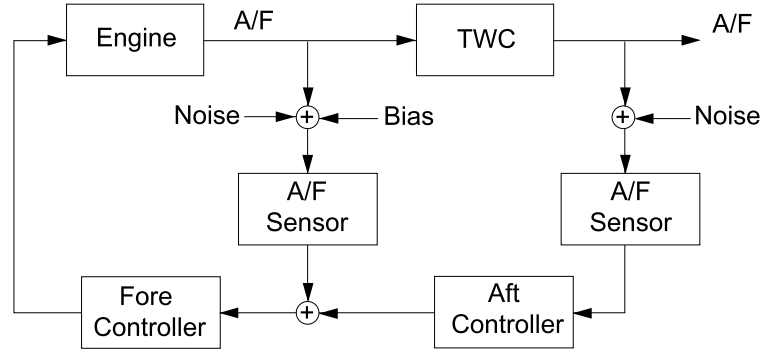 A/F
A/F
Engine
TWC
Noise
+
Bias
+
Noise
A/F
Sensor
A/F
Sensor
Fore
Controller
+
Aft
Controller